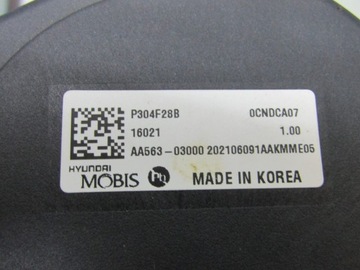 P304F28B 0CNDCA07
16021 1.00
AA563-03000 202106091AAKMME05
HYUNDAI
MOBIS MADE IN KOREA